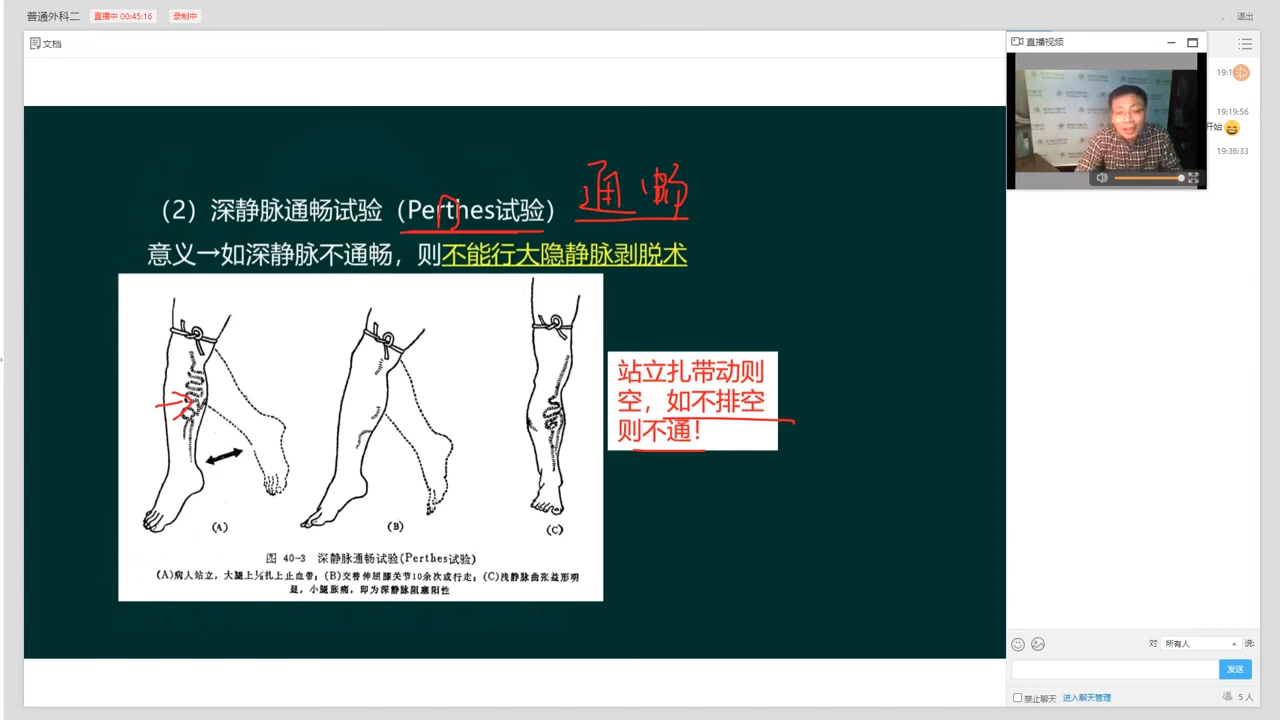 普通外科二
直播中 00:45:16
录制中
退出
文档
直播视频
19:1
19:19:56
开始
19:36:33
通畅
（2）深静脉通畅试验（Perthes试验）
意义→如深静脉不通畅，则不能行大隐静脉剥脱术
站立扎带动则
空，如不排空
则不通！
(A)
(B)
(C)
图 40-3 深静脉通畅试验(Perthes试验)
(A)病人站立，大腿上⅓扎上止血带；(B)交替伸屈膝关节10余次或行走；(C)浅静脉曲张益形明
显，小腿胀痛，即为深静脉阻塞阳性
对 所有人 说:
发送
禁止聊天 进入聊天管理
5 人